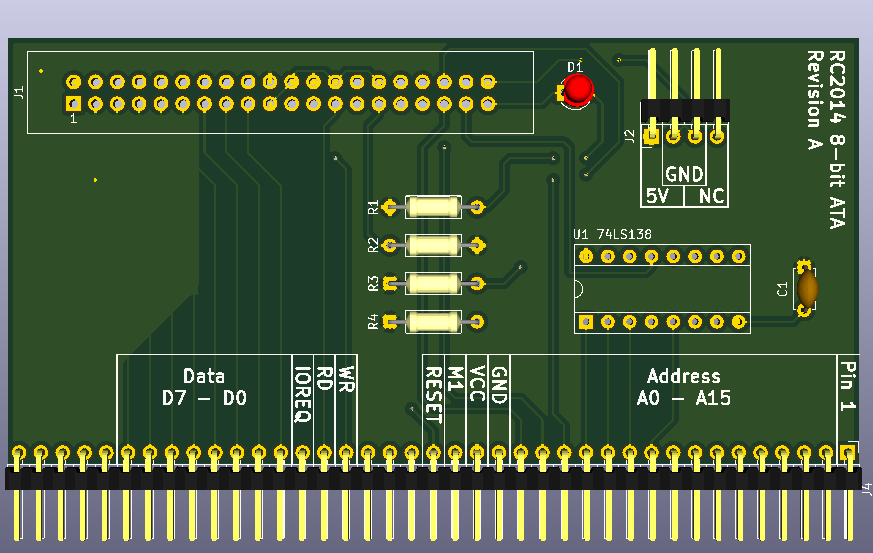 J1
1
D1
J2
GND
5V
NC
RC2014 8-bit ATA
Revision A
R1
R2
R3
R4
U1 74LS138
C1
Data
D7 - D0
IOREQ
RD
WR
RESET
M1
VCC
GND
Address
A0 - A15
Pin 1
J4